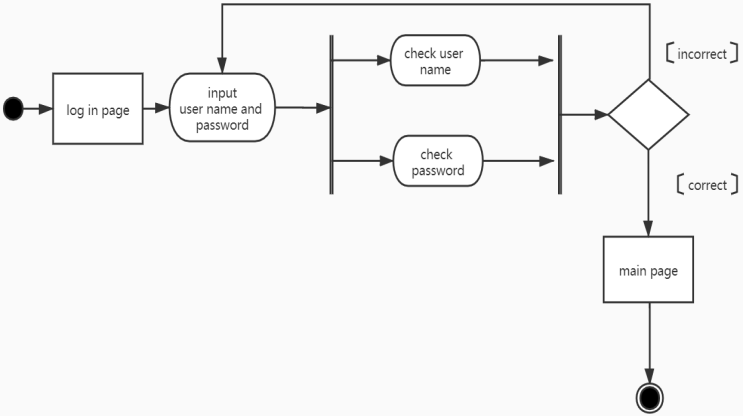 log in page
input
user name and
password
check user
name
check
password
[ incorrect ]
[ correct ]
main page